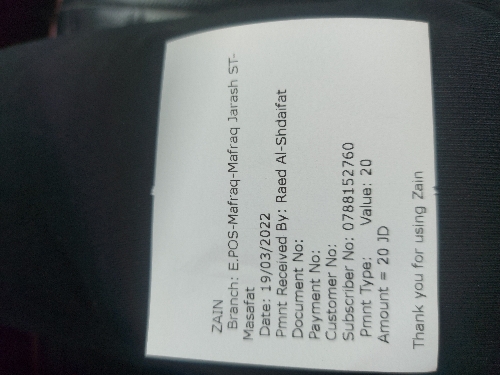 ZAIN
Branch: E.POS-Mafraq-Mafraq Jarash ST-
Masafat
Date: 19/03/2022
Pmnt Received By: Raed Al-Shdaifat
Document No:
Payment No:
Customer No:
Subscriber No: 0788152760
Pmnt Type: Value: 20
Amount = 20 JD
Thank you for using Zain